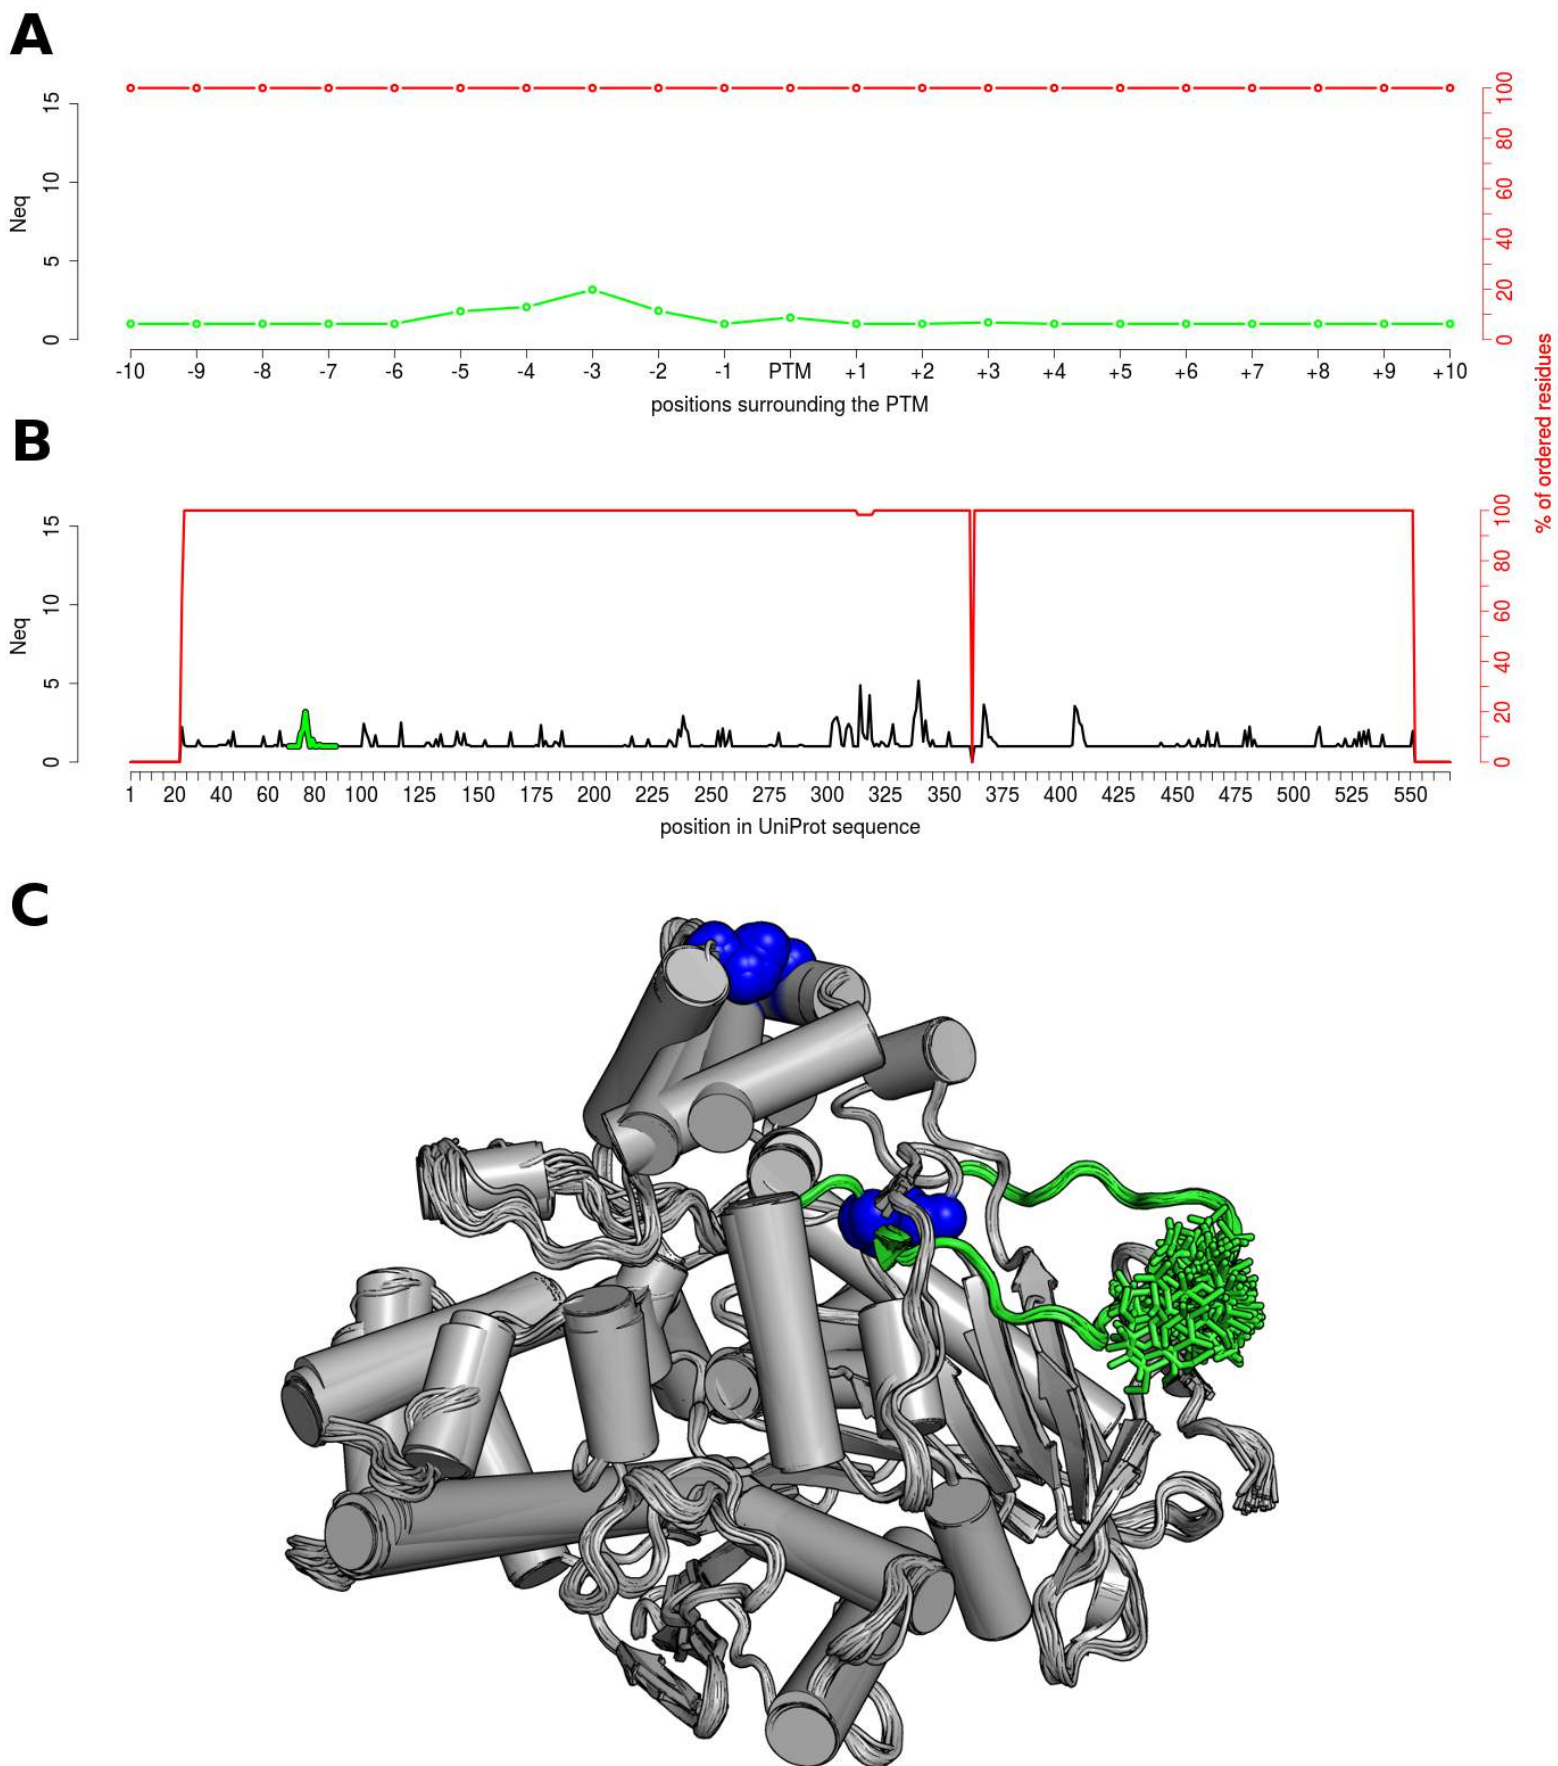 A
15
10
5
0
Neq
100
80
60
40
20
0
-10 -9 -8 -7 -6 -5 -4 -3 -2 -1 PTM +1 +2 +3 +4 +5 +6 +7 +8 +9 +10
positions surrounding the PTM
% of ordered residues
B
15
10
5
0
Neq
100
80
60
40
20
0
1 20 40 60 80 100 125 150 175 200 225 250 275 300 325 350 375 400 425 450 475 500 525 550
position in UniProt sequence
C